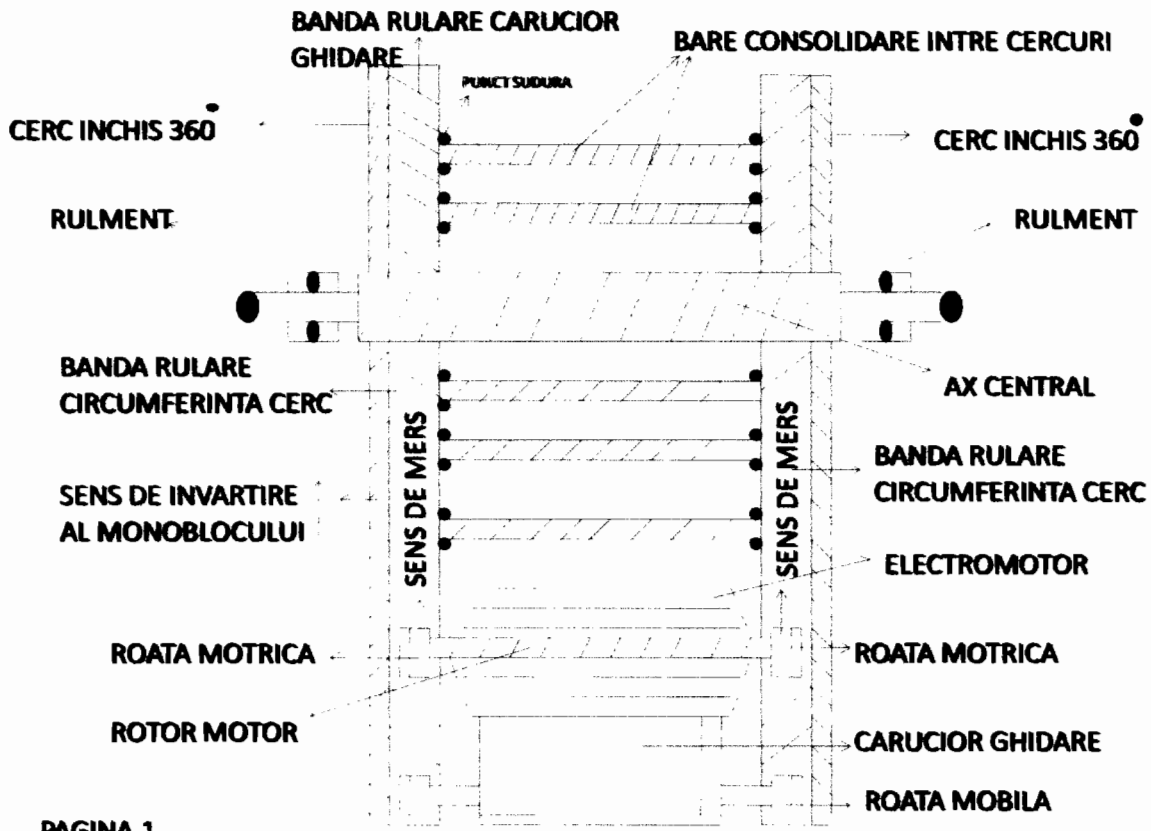 BANDA RULARE CARUCIOR
GHIDARE
BARE CONSOLIDARE INTRE CERCURI
PUNCT SUDURA
CERC INCHIS 360°
CERC INCHIS 360°
RULMENT
RULMENT
BANDA RULARE
CIRCUMFERINTA CERC
AX CENTRAL
SENS DE MERS
SENS DE MERS
BANDA RULARE
CIRCUMFERINTA CERC
SENS DE INVARTIRE
AL MONOBLOCULUI
ELECTROMOTOR
ROATA MOTRICA
ROATA MOTRICA
ROTOR MOTOR
CARUCIOR GHIDARE
ROATA MOBILA
PAGINA 1